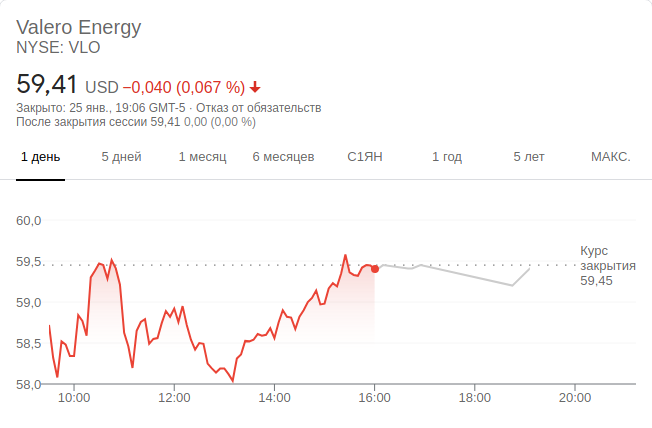 Valero Energy
NYSE: VLO
59,41 USD −0,040 (0,067 %)
Закрыто: 25 янв., 19:06 GMT-5 · Отказ от обязательств
После закрытия сессии 59,41 0,00 (0,00 %)
1 день 5 дней 1 месяц 6 месяцев С1ЯН 1 год 5 лет МАКС.
60,0
59,5
59,0
58,5
58,0
Курс
закрытия
59,45
10:00 12:00 14:00 16:00 18:00 20:00